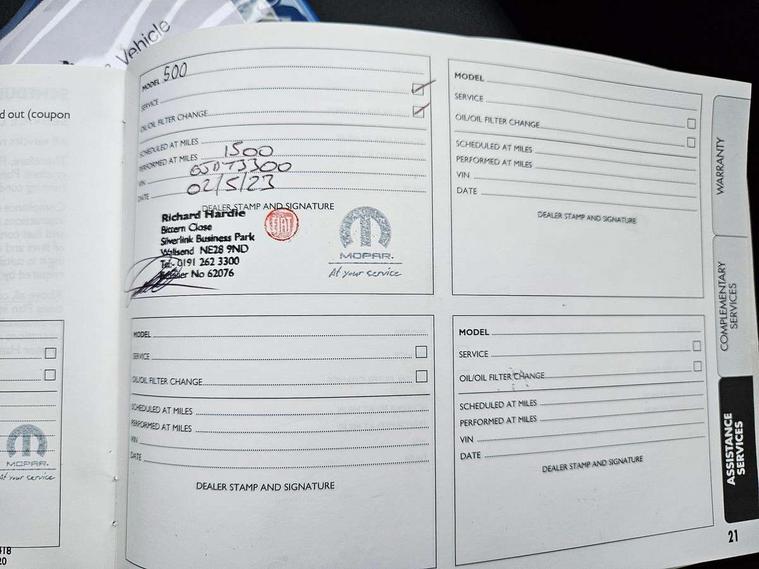 Vehicle
d out (coupon
MODEL 500
SERVICE
OIL/OIL FILTER CHANGE
SCHEDULED AT MILES
PERFORMED AT MILES 1500
VIN
DATE 02/5/23
DEALER STAMP AND SIGNATURE
Richard Hardie
Bittern Close
Silverlink Business Park
Wallsend NE28 9ND
Tel: 0191 262 3300
Dealer No 62076
FIAT
MOPAR.
At your service
MODEL
SERVICE
OIL/OIL FILTER CHANGE
SCHEDULED AT MILES
PERFORMED AT MILES
VIN
DATE
DEALER STAMP AND SIGNATURE
MODEL
SERVICE
OIL/OIL FILTER CHANGE
SCHEDULED AT MILES
PERFORMED AT MILES
VIN
DATE
DEALER STAMP AND SIGNATURE
MODEL
SERVICE
OIL/OIL FILTER CHANGE
SCHEDULED AT MILES
PERFORMED AT MILES
VIN
DATE
DEALER STAMP AND SIGNATURE
MOPAR.
At your service
WARRANTY
COMPLEMENTARY
SERVICES
ASSISTANCE
SERVICES
21